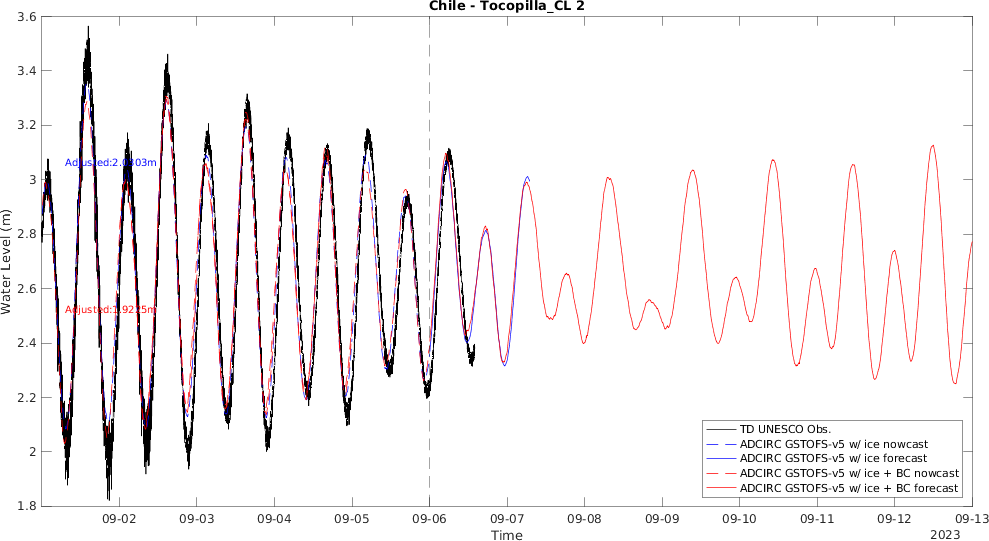 Chile - Tocopilla_CL 2
3.6
3.4
3.2
3
2.8
2.6
2.4
2.2
2
1.8
Water Level (m)
Adjusted:2.0303m
Adjusted:1.9225m
TD UNESCO Obs.
ADCIRC GSTOFS-v5 w/ ice nowcast
ADCIRC GSTOFS-v5 w/ ice forecast
ADCIRC GSTOFS-v5 w/ ice + BC nowcast
ADCIRC GSTOFS-v5 w/ ice + BC forecast
09-02 09-03 09-04 09-05 09-06 09-07 09-08 09-09 09-10 09-11 09-12 09-13
Time
2023